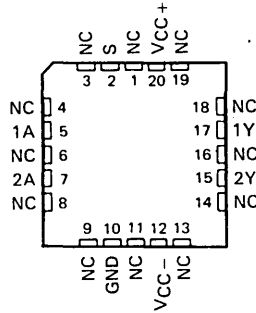 NC S NC VCC+ NC
3 2 1 20 19
NC 4 18 NC
1A 5 17 1Y
NC 6 16 NC
2A 7 15 2Y
NC 8 14 NC
9 10 11 12 13
NC GND NC VCC− NC